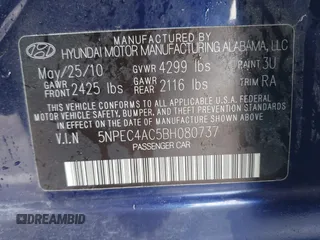 HYUNDAI MOTOR MANUFACTURING ALABAMA, LLC
May/25/10 GVWR 4299 lbs PAINT 3U
GAWR FRONT 2425 lbs GAWR REAR 2116 lbs TRIM RA
THIS VEHICLE CONFORMS TO ALL APPLICABLE FEDERAL
MOTOR VEHICLE SAFETY, BUMPER, AND THEFT PREVENTION
STANDARDS IN EFFECT ON THE DATE OF MANUFACTURE SHOWN ABOVE.
V.I.N 5NPEC4AC5BH080737
PASSENGER CAR
DREAMBID